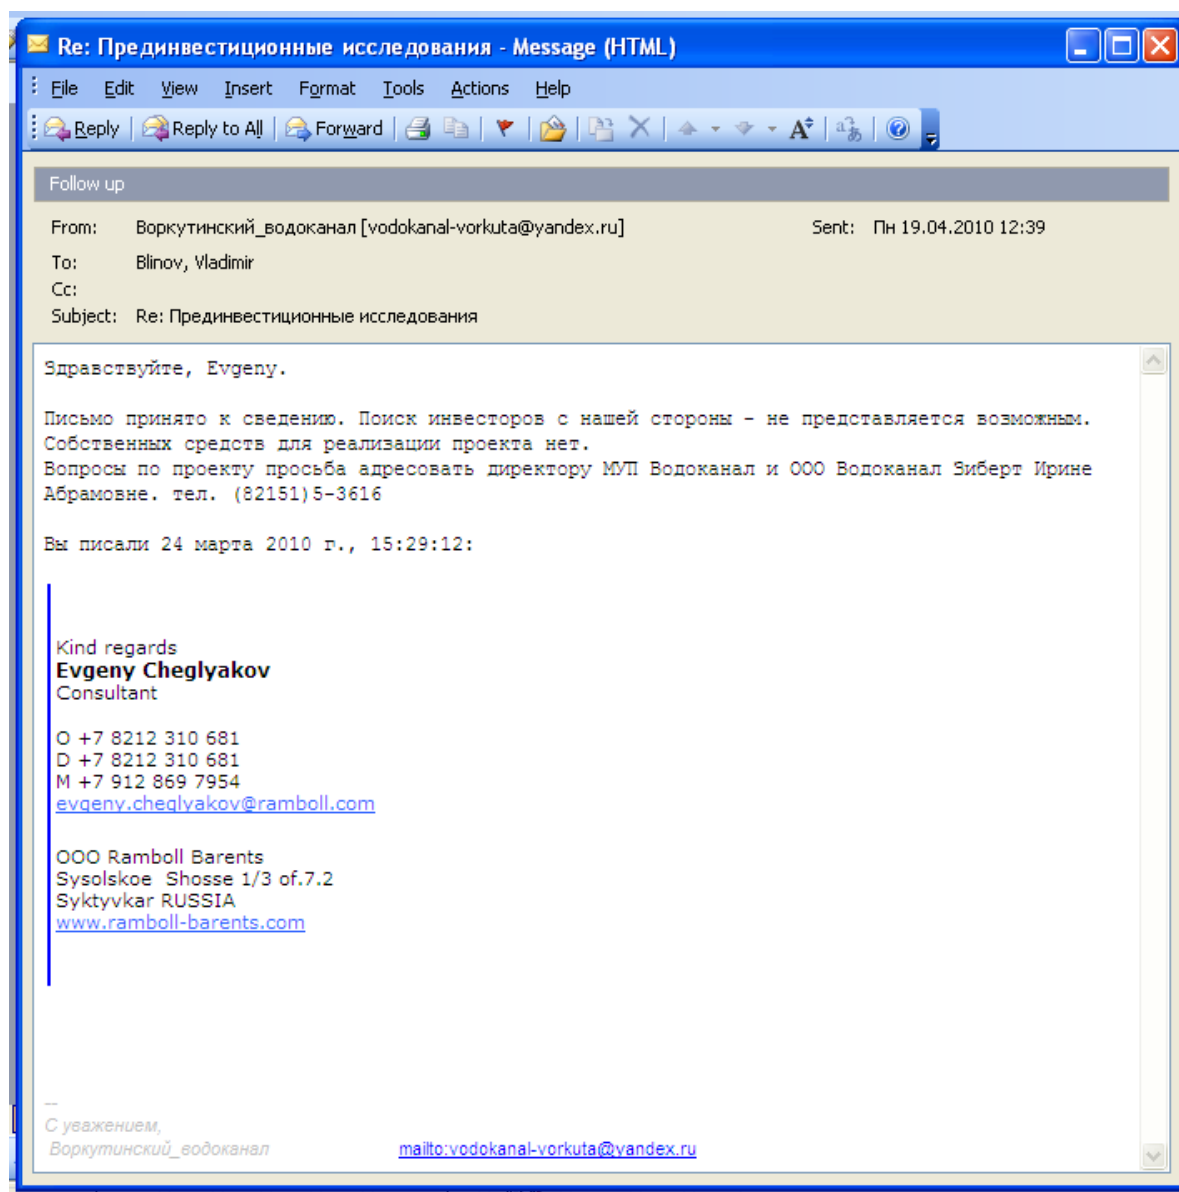 Re: Прединвестиционные исследования - Message (HTML)
File Edit View Insert Format Tools Actions Help
Reply Reply to All Forward
Follow up
From: Воркутинский_водоканал [vodokanal-vorkuta@yandex.ru] Sent: Пн 19.04.2010 12:39
To: Blinov, Vladimir
Cc:
Subject: Re: Прединвестиционные исследования
Здравствуйте, Evgeny.
Письмо принято к сведению. Поиск инвесторов с нашей стороны - не представляется возможным.
Собственных средств для реализации проекта нет.
Вопросы по проекту просьба адресовать директору МУП Водоканал и ООО Водоканал Зиберт Ирине
Абрамовне. тел. (82151)5-3616
Вы писали 24 марта 2010 г., 15:29:12:
Kind regards
Evgeny Cheglyakov
Consultant
O +7 8212 310 681
D +7 8212 310 681
M +7 912 869 7954
evgeny.cheglyakov@ramboll.com
OOO Ramboll Barents
Sysolskoe Shosse 1/3 of.7.2
Syktyvkar RUSSIA
www.ramboll-barents.com
--
С уважением,
Воркутинский_водоканал mailto:vodokanal-vorkuta@yandex.ru